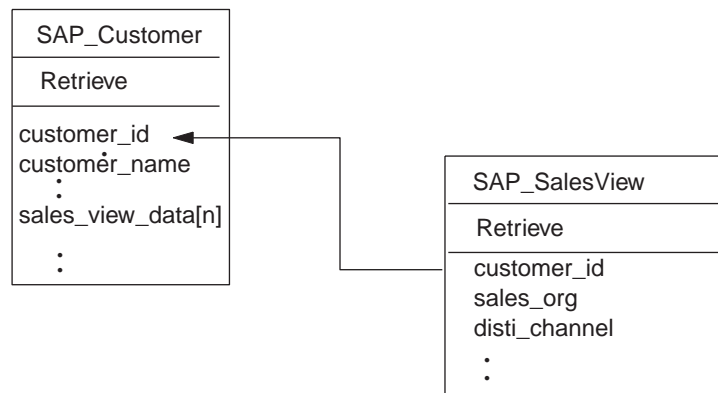 SAP_Customer
Retrieve
customer_id
customer_name
sales_view_data[n]
SAP_SalesView
Retrieve
customer_id
sales_org
disti_channel